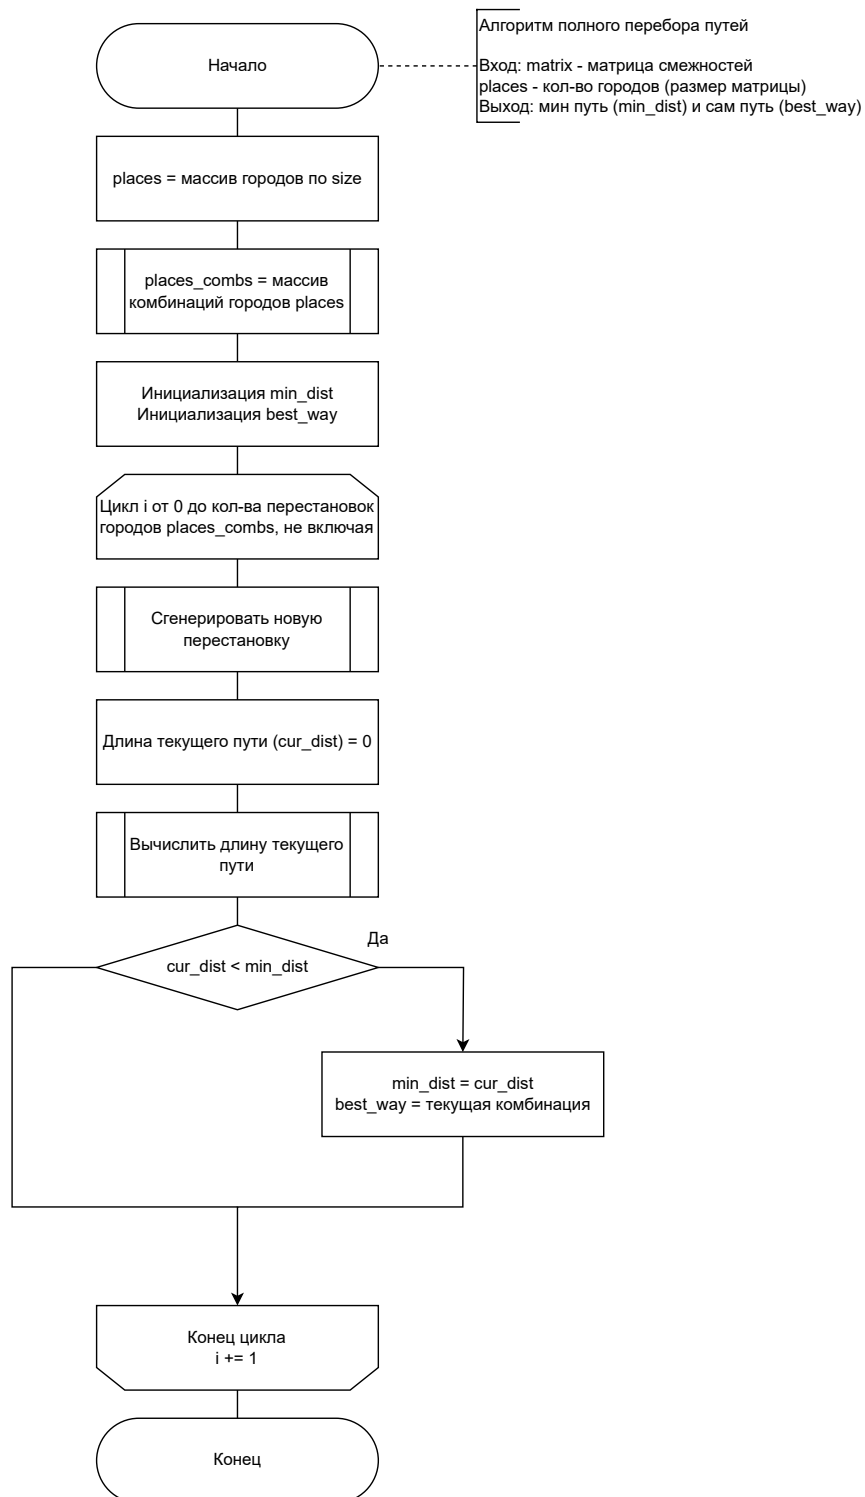 Начало
Алгоритм полного перебора путей
Вход: matrix - матрица смежностей
places - кол-во городов (размер матрицы)
Выход: мин путь (min_dist) и сам путь (best_way)
places = массив городов по size
places_combs = массив
комбинаций городов places
Инициализация min_dist
Инициализация best_way
Цикл i от 0 до кол-ва перестановок
городов places_combs, не включая
Сгенерировать новую
перестановку
Длина текущего пути (cur_dist) = 0
Вычислить длину текущего
пути
Да
cur_dist < min_dist
min_dist = cur_dist
best_way = текущая комбинация
Конец цикла
i += 1
Конец